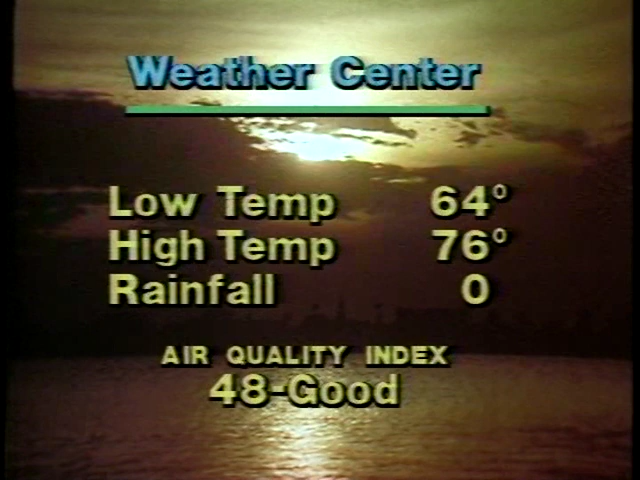 Weather Center
Low Temp 64°
High Temp 76°
Rainfall 0
AIR QUALITY INDEX
48-Good